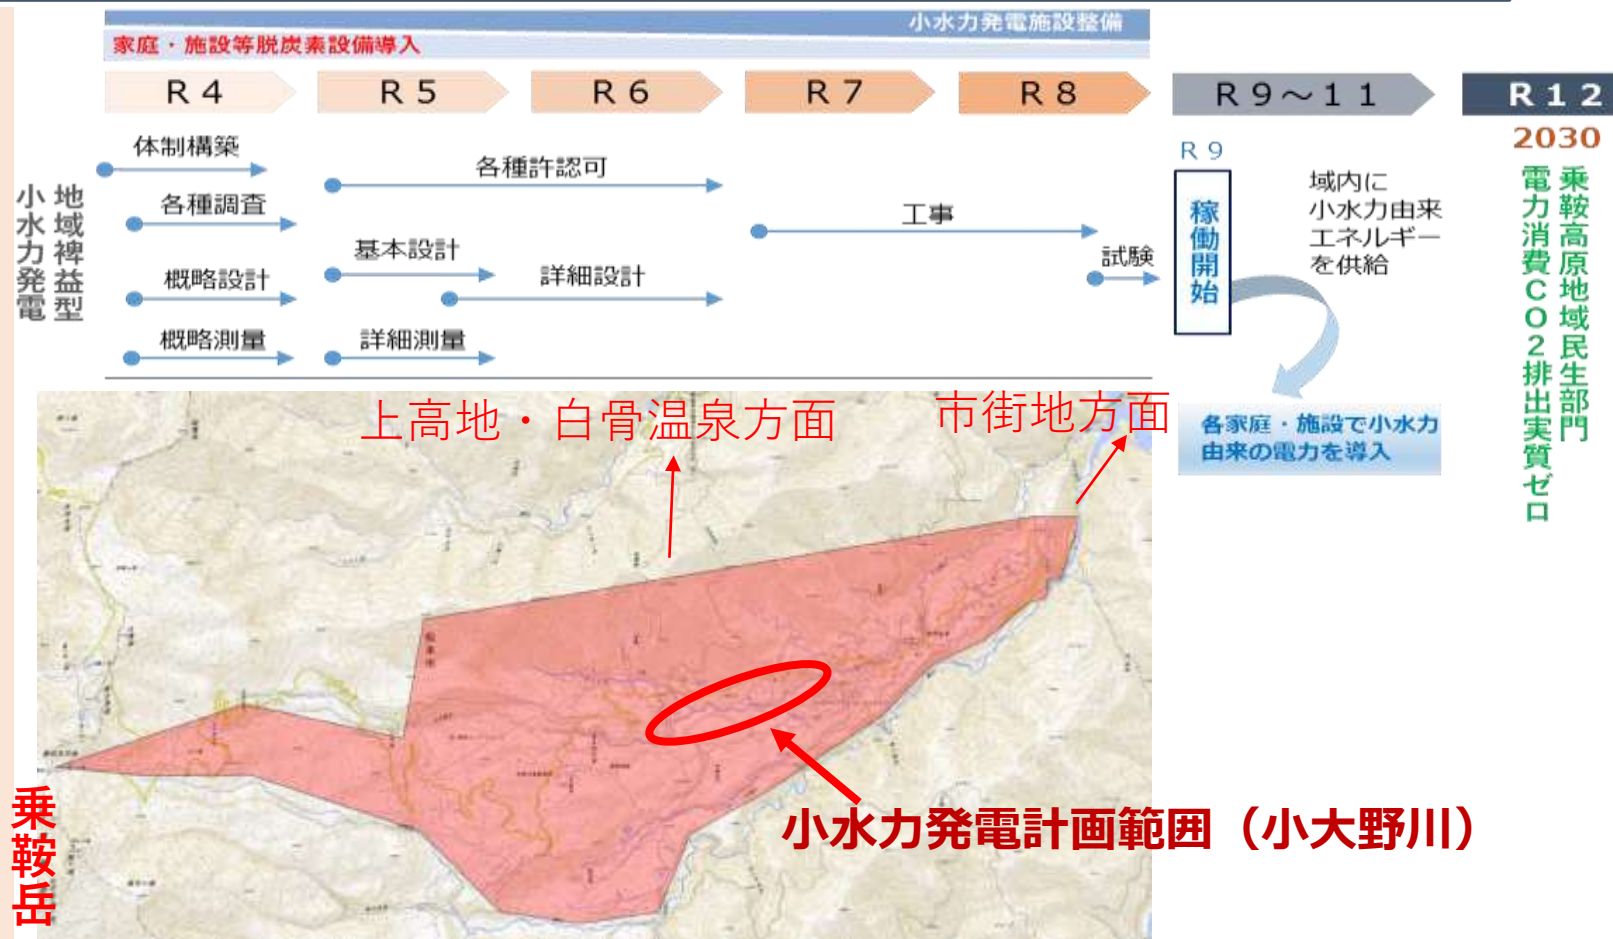 小水力発電施設整備
家庭・施設等脱炭素設備導入
R４
R５
R６
R７
R８
R９～１１
R１２
2030
地域裨益型
小水力発電
体制構築
各種調査
概略設計
概略測量
各種許認可
基本設計
詳細設計
詳細測量
工事
試験
R９
稼働開始
域内に
小水力由来
エネルギー
を供給
各家庭・施設で小水力
由来の電力を導入
乗鞍高原地域民生部門
電力消費CO2排出実質ゼロ
上高地・白骨温泉方面
市街地方面
小水力発電計画範囲（小大野川）
乗鞍岳